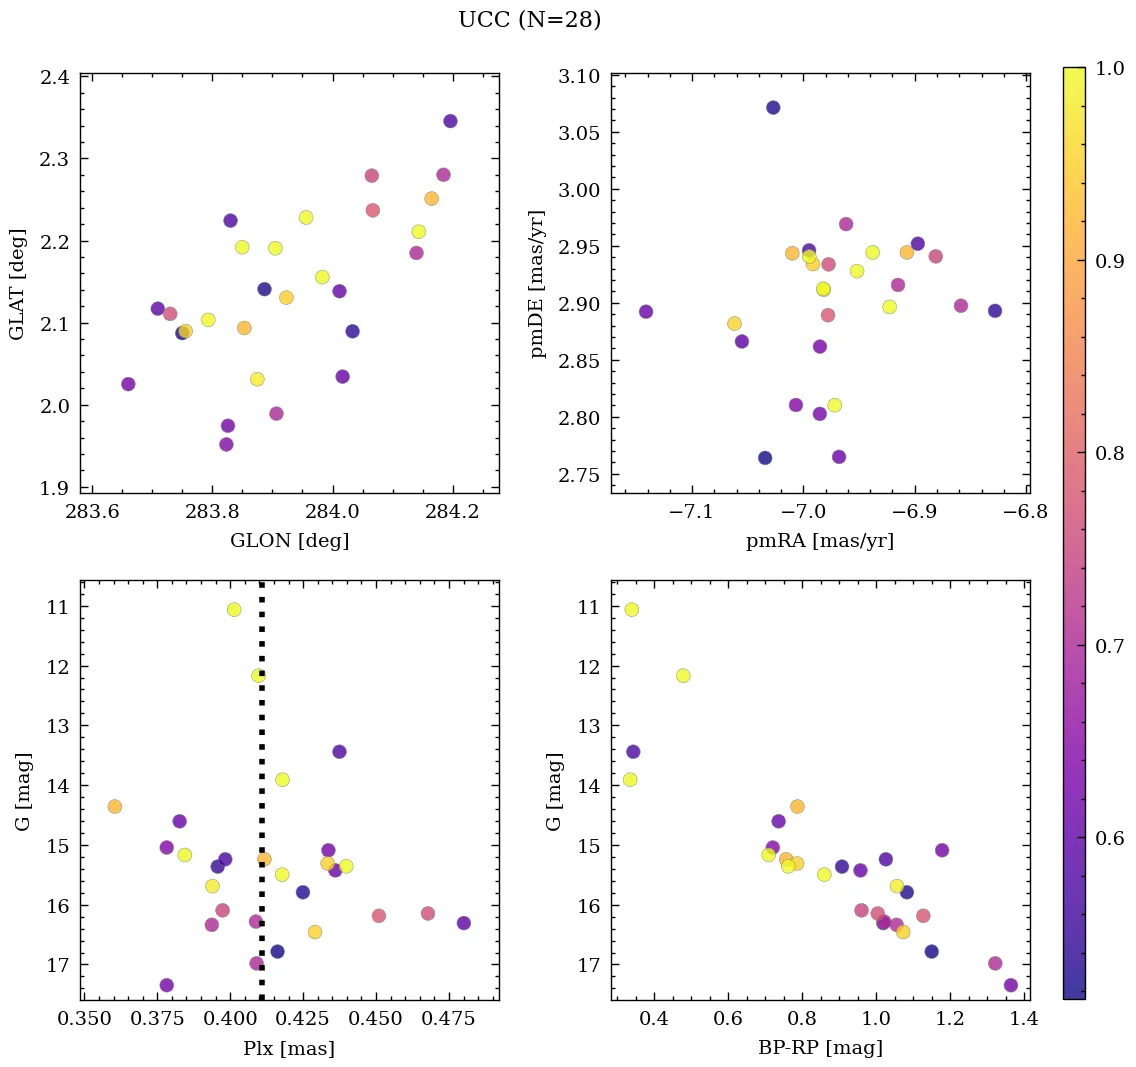 UCC (N=28)
2.4
2.3
2.2
2.1
2.0
1.9
GLAT [deg]
283.6 283.8 284.0 284.2
GLON [deg]
3.10
3.05
3.00
2.95
2.90
2.85
2.80
2.75
pmDE [mas/yr]
−7.1 −7.0 −6.9 −6.8
pmRA [mas/yr]
11
12
13
14
15
16
17
G [mag]
0.350 0.375 0.400 0.425 0.450 0.475
Plx [mas]
11
12
13
14
15
16
17
G [mag]
0.4 0.6 0.8 1.0 1.2 1.4
BP-RP [mag]
1.0
0.9
0.8
0.7
0.6